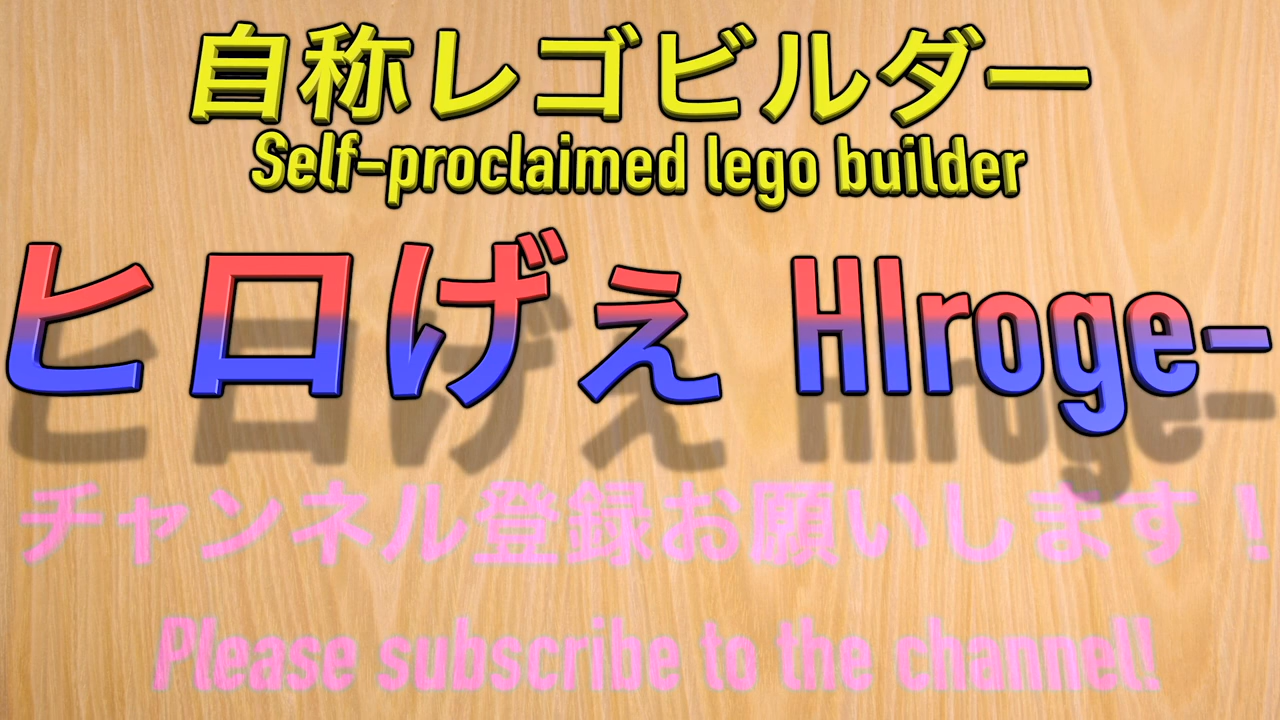 自称レゴビルダー
Self-proclaimed lego builder
ヒロげぇ HIroge-
チャンネル登録お願いします！
Please subscribe to the channel!